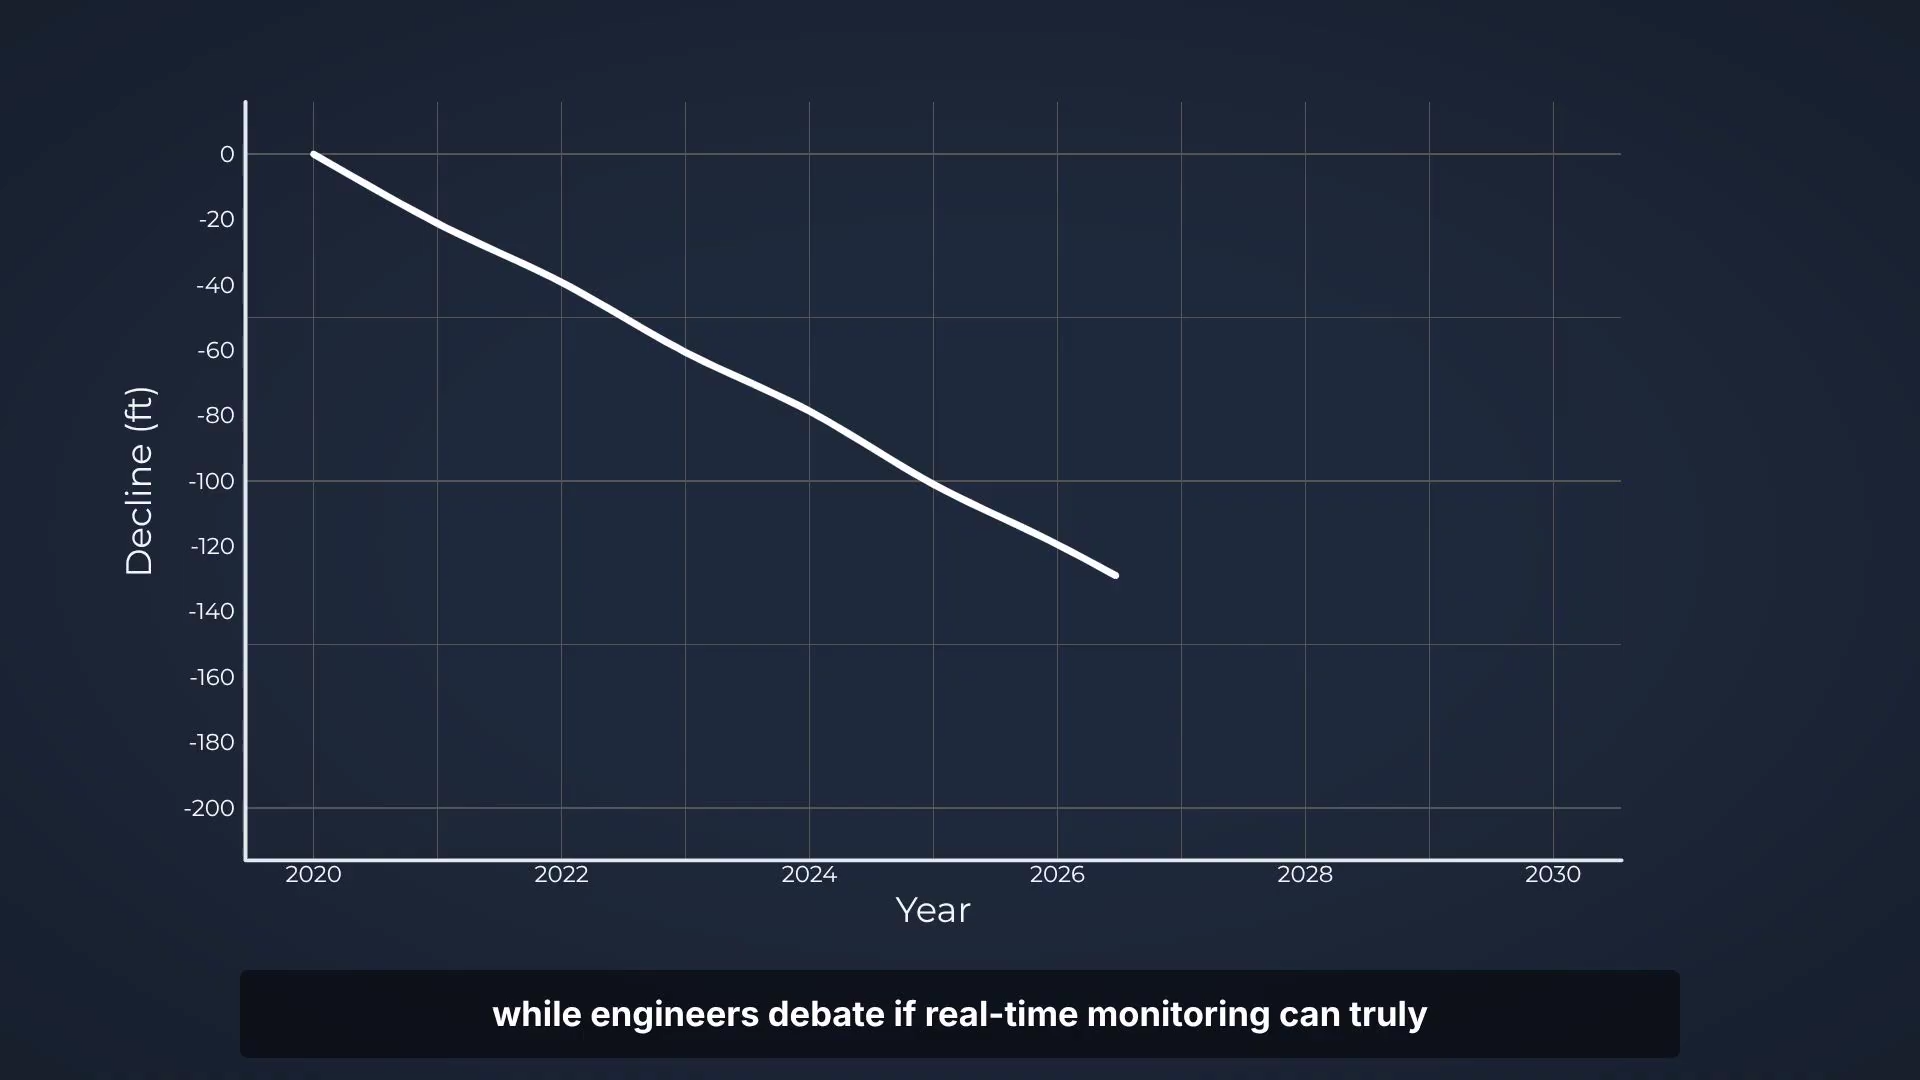 0
-20
-40
-60
-80
-100
-120
-140
-160
-180
-200
Decline (ft)
2020 2022 2024 2026 2028 2030
Year
while engineers debate if real-time monitoring can truly